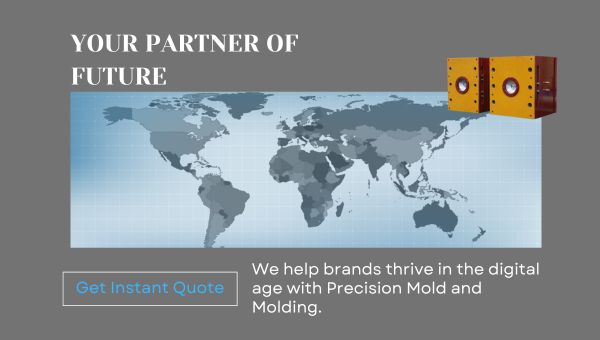 YOUR PARTNER OF
FUTURE
Get Instant Quote
We help brands thrive in the digital
age with Precision Mold and
Molding.